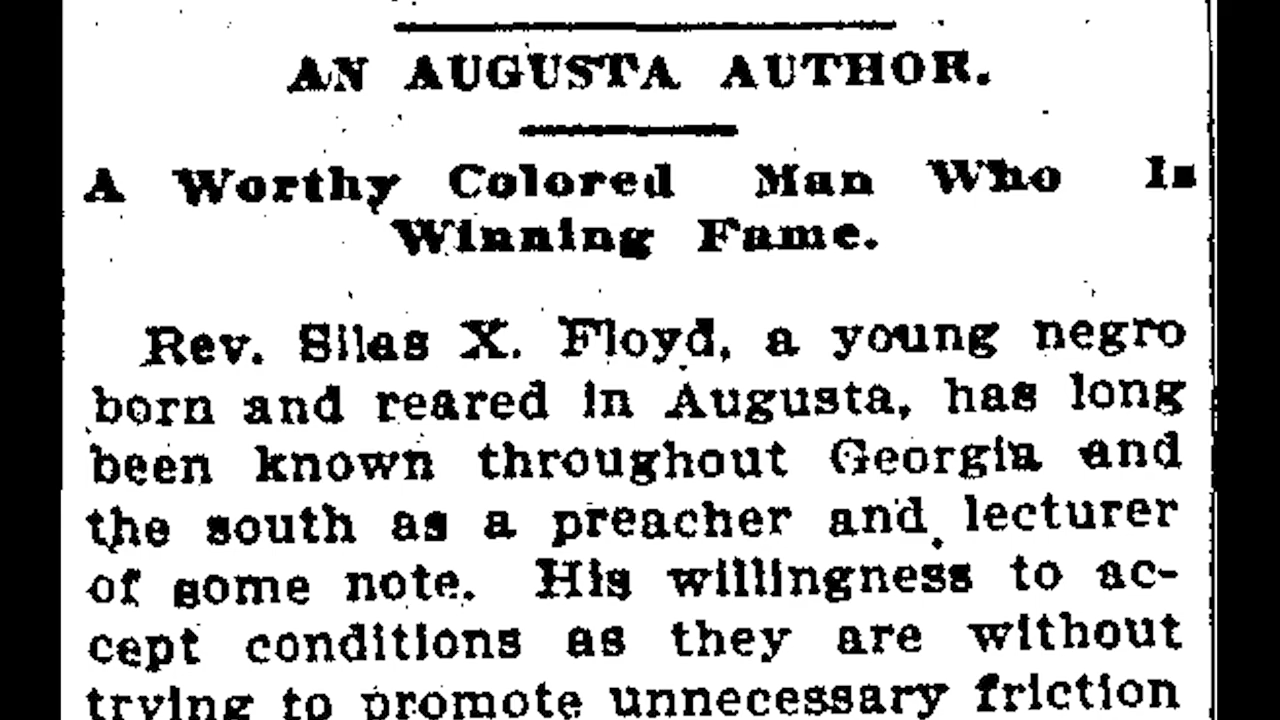 AN AUGUSTA AUTHOR.
A Worthy Colored Man Who Is
Winning Fame.
Rev. Silas X. Floyd, a young negro
born and reared in Augusta, has long
been known throughout Georgia and
the south as a preacher and lecturer
of some note. His willingness to ac-
cept conditions as they are without
trying to promote unnecessary friction